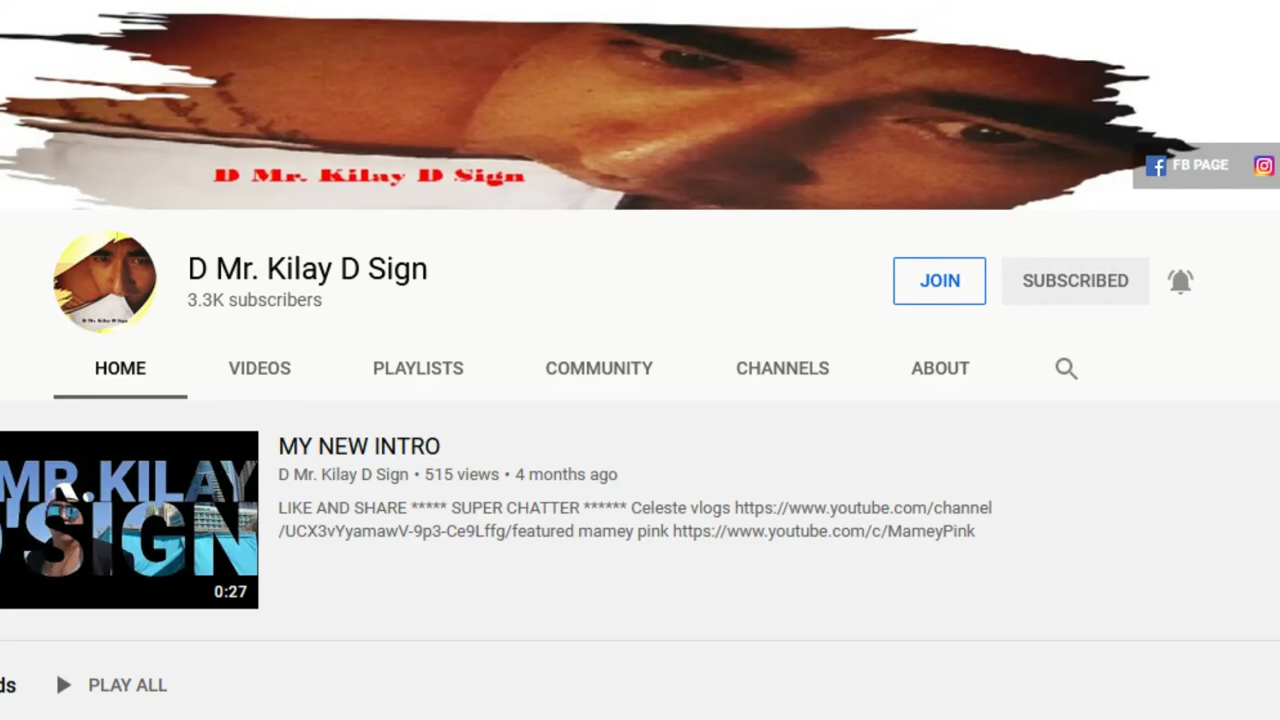 D Mr. Kilay D Sign
FB PAGE
D Mr. Kilay D Sign
3.3K subscribers
JOIN
SUBSCRIBED
HOME
VIDEOS
PLAYLISTS
COMMUNITY
CHANNELS
ABOUT
MR.KILAY
D'SIGN
0:27
MY NEW INTRO
D Mr. Kilay D Sign • 515 views • 4 months ago
LIKE AND SHARE ***** SUPER CHATTER ****** Celeste vlogs https://www.youtube.com/channel
/UCX3vYyamawV-9p3-Ce9Lffg/featured mamey pink https://www.youtube.com/c/MameyPink
ds
PLAY ALL